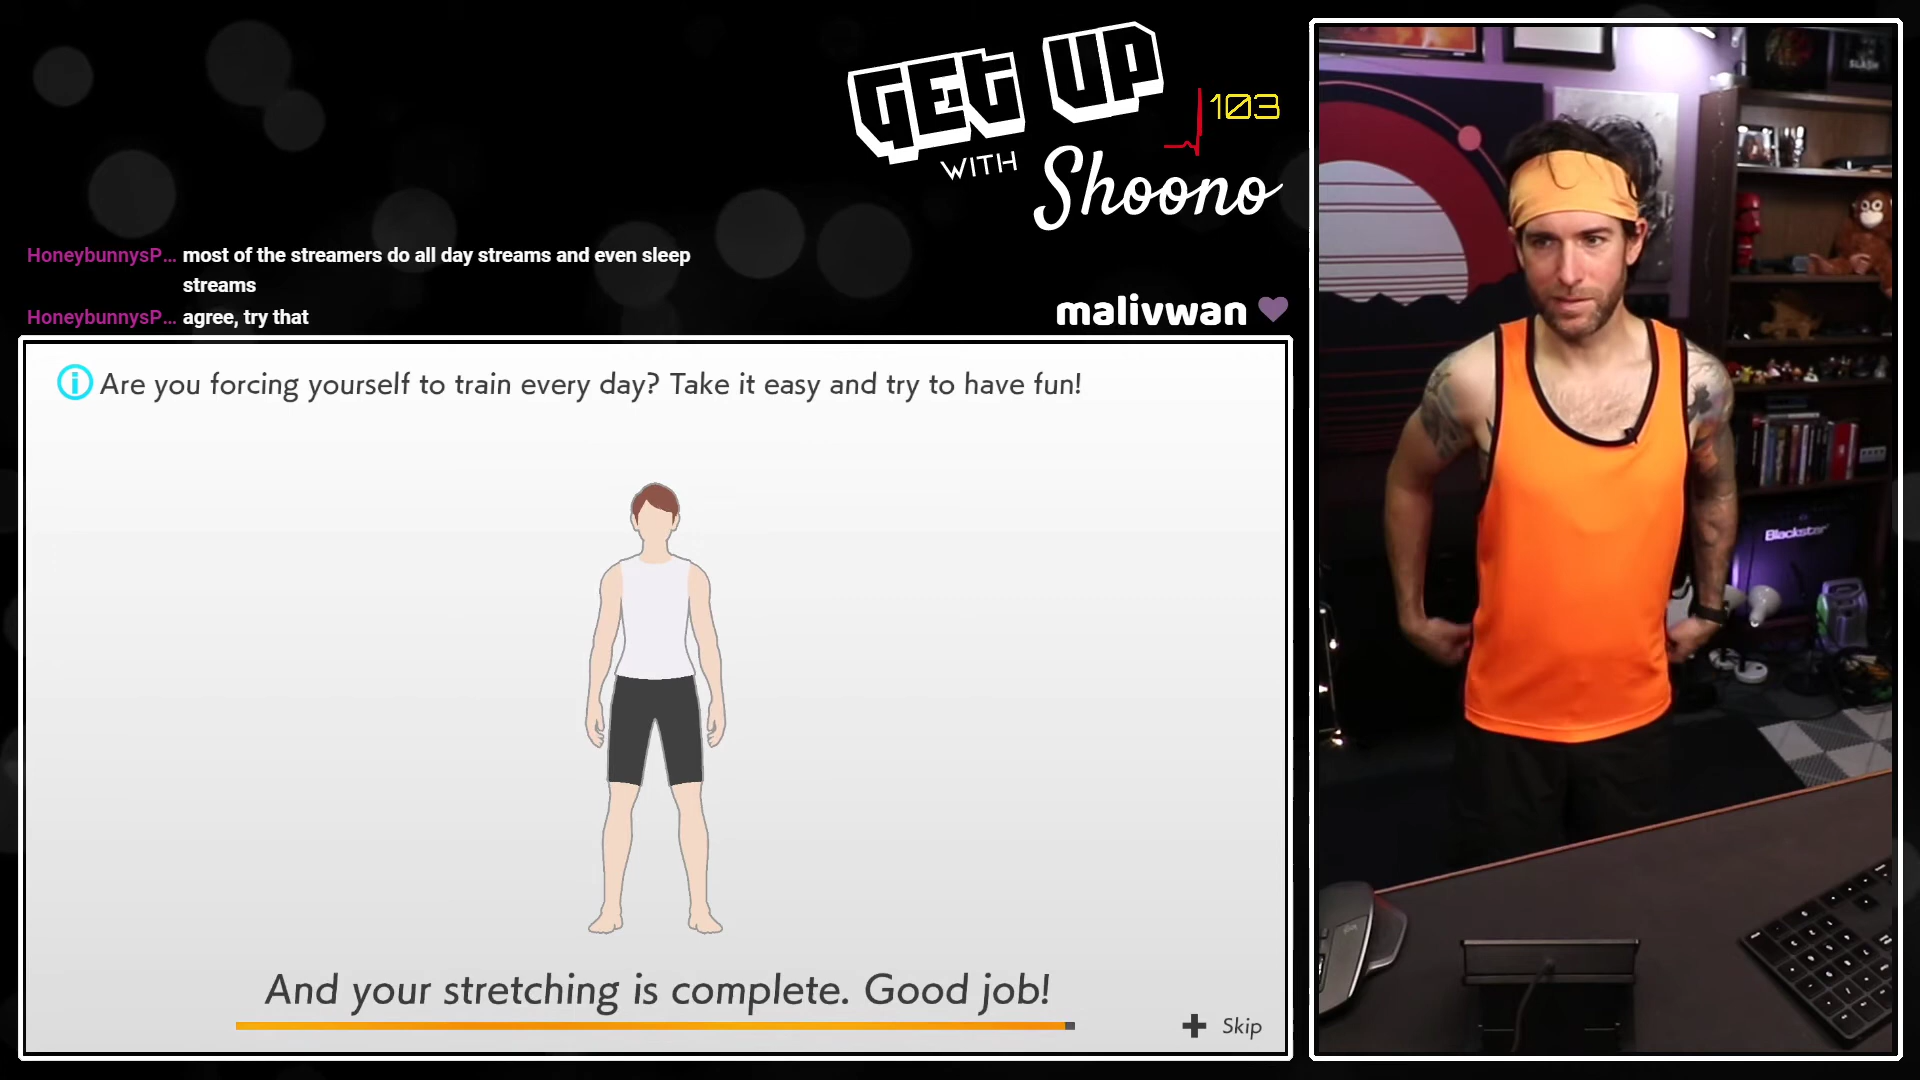 GET UP
WITH Shoono
103
HoneybunnysP... most of the streamers do all day streams and even sleep
streams
HoneybunnysP... agree, try that
malivwan
Are you forcing yourself to train every day? Take it easy and try to have fun!
And your stretching is complete. Good job!
Skip
SLASH
Blackstar